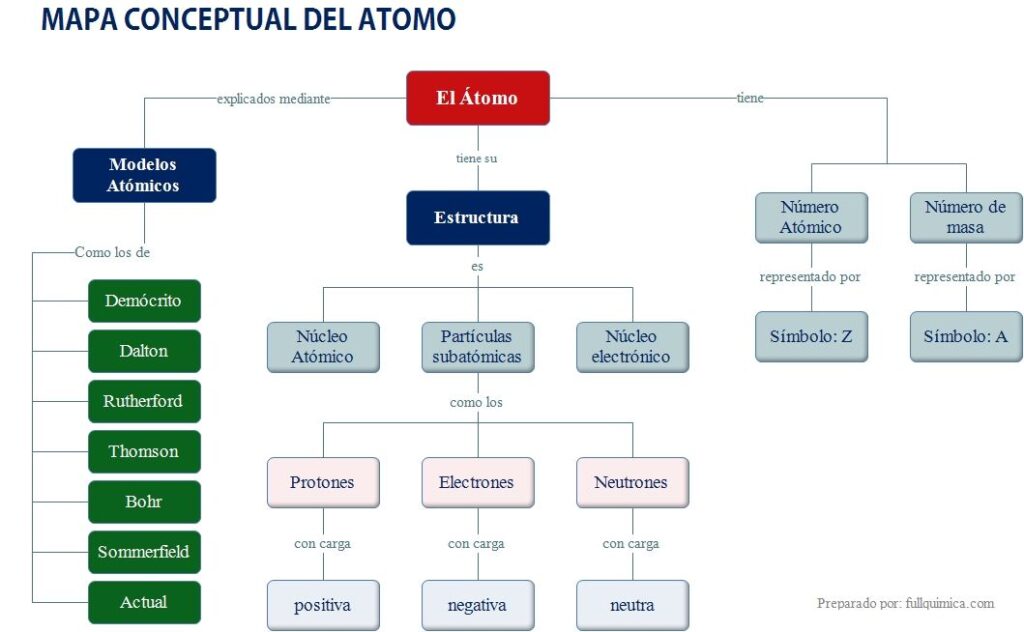 MAPA CONCEPTUAL DEL ATOMO
El Átomo
explicados mediante
tiene
tiene su
Modelos
Atómicos
Como los de
Demócrito
Dalton
Rutherford
Thomson
Bohr
Sommerfield
Actual
Estructura
es
Núcleo
Atómico
Partículas
subatómicas
Núcleo
electrónico
como los
Protones
Electrones
Neutrones
con carga
con carga
con carga
positiva
negativa
neutra
Número
Atómico
Número de
masa
representado por
representado por
Símbolo: Z
Símbolo: A
Preparado por: fullquimica.com